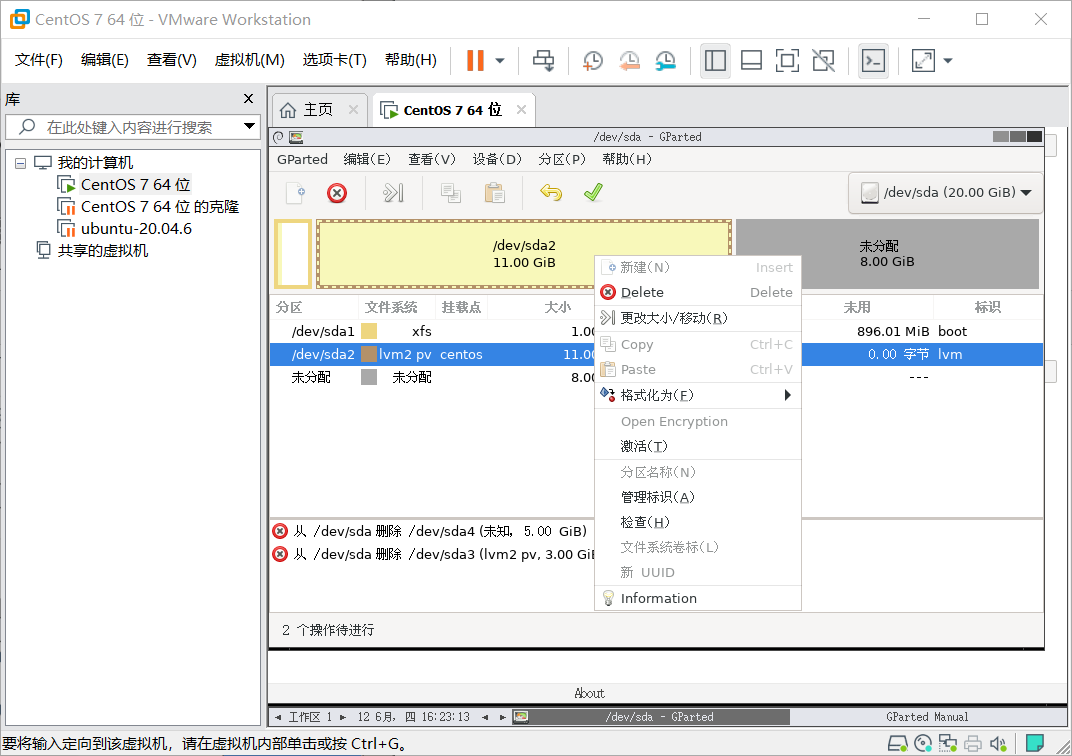 CentOS 7 64 位 - VMware Workstation
文件(F) 编辑(E) 查看(V) 虚拟机(M) 选项卡(T) 帮助(H)
库
在此处键入内容进行搜索
我的计算机
CentOS 7 64 位
CentOS 7 64 位 的克隆
ubuntu-20.04.6
共享的虚拟机
主页 CentOS 7 64 位
/dev/sda - GParted
GParted 编辑(E) 查看(V) 设备(D) 分区(P) 帮助(H)
/dev/sda (20.00 GiB)
/dev/sda2
11.00 GiB
未分配
8.00 GiB
分区 文件系统 挂载点 大小 未用 标识
/dev/sda1 xfs 1.00 896.01 MiB boot
/dev/sda2 lvm2 pv centos 11.00 0.00 字节 lvm
未分配 未分配 8.00 ---
新建(N) Insert
Delete Delete
更改大小/移动(R)
Copy Ctrl+C
Paste Ctrl+V
格式化为(F)
Open Encryption
激活(T)
分区名称(N)
管理标识(A)
检查(H)
文件系统卷标(L)
新 UUID
Information
从 /dev/sda 删除 /dev/sda4 (未知, 5.00 GiB)
从 /dev/sda 删除 /dev/sda3 (lvm2 pv, 3.00 GiB
2 个操作待进行
About
工作区 1 12 6月, 四 16:23:13 /dev/sda - GParted GParted Manual
要将输入定向到该虚拟机，请在虚拟机内部单击或按 Ctrl+G。